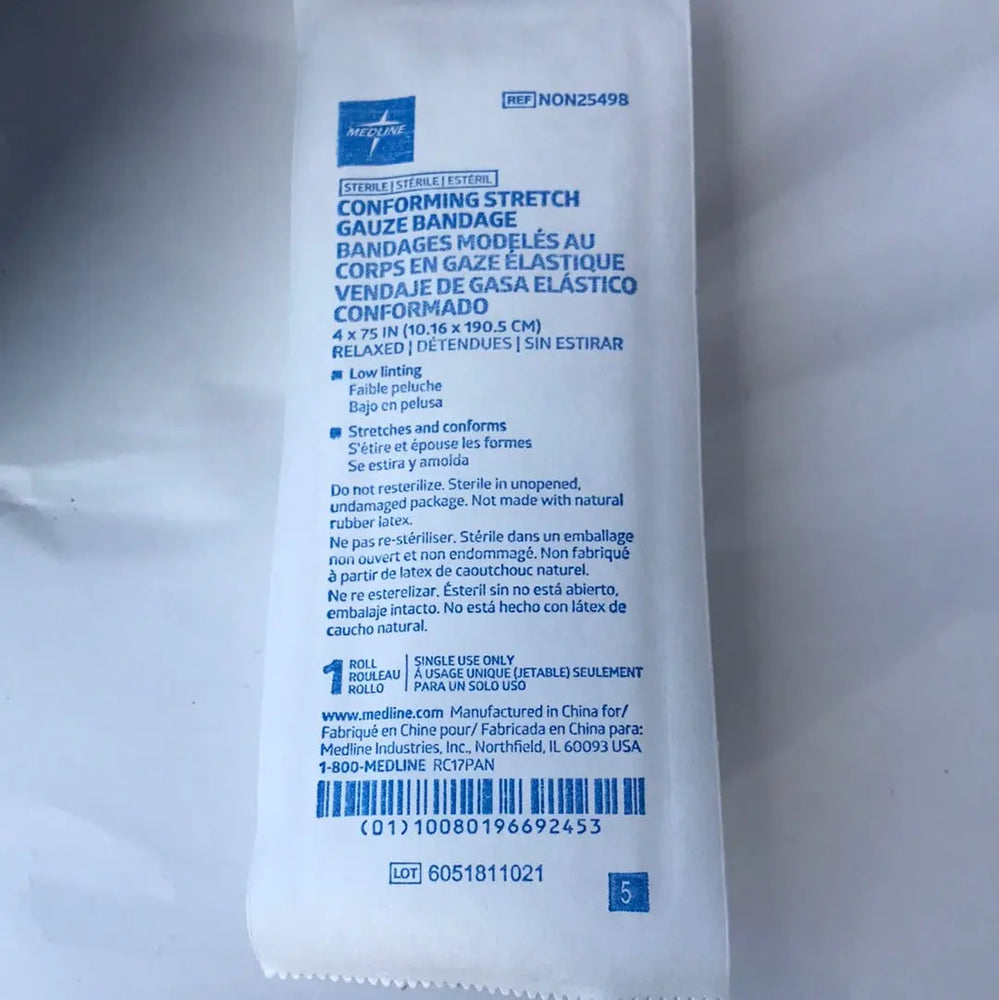 MEDLINE
REF NON25498
STERILE | STÉRILE | ESTÉRIL
CONFORMING STRETCH
GAUZE BANDAGE
BANDAGES MODELÉS AU
CORPS EN GAZE ÉLASTIQUE
VENDAJE DE GASA ELÁSTICO
CONFORMADO
4 x 75 IN (10.16 x 190.5 CM)
RELAXED | DÉTENDUES | SIN ESTIRAR
Low linting
Faible peluche
Bajo en pelusa
Stretches and conforms
S'étire et épouse les formes
Se estira y amolda
Do not resterilize. Sterile in unopened,
undamaged package. Not made with natural
rubber latex.
Ne pas re-stériliser. Stérile dans un emballage
non ouvert et non endommagé. Non fabriqué
à partir de latex de caoutchouc naturel.
Ne re esterelizar. Ésteril sin no está abierto,
embalaje intacto. No está hecho con látex de
caucho natural.
1 ROLL
ROULEAU
ROLLO
SINGLE USE ONLY
À USAGE UNIQUE (JETABLE) SEULEMENT
PARA UN SOLO USO
www.medline.com Manufactured in China for/
Fabriqué en Chine pour/ Fabricada en China para:
Medline Industries, Inc., Northfield, IL 60093 USA
1-800-MEDLINE RC17PAN
(01)10080196692453
LOT 6051811021
5